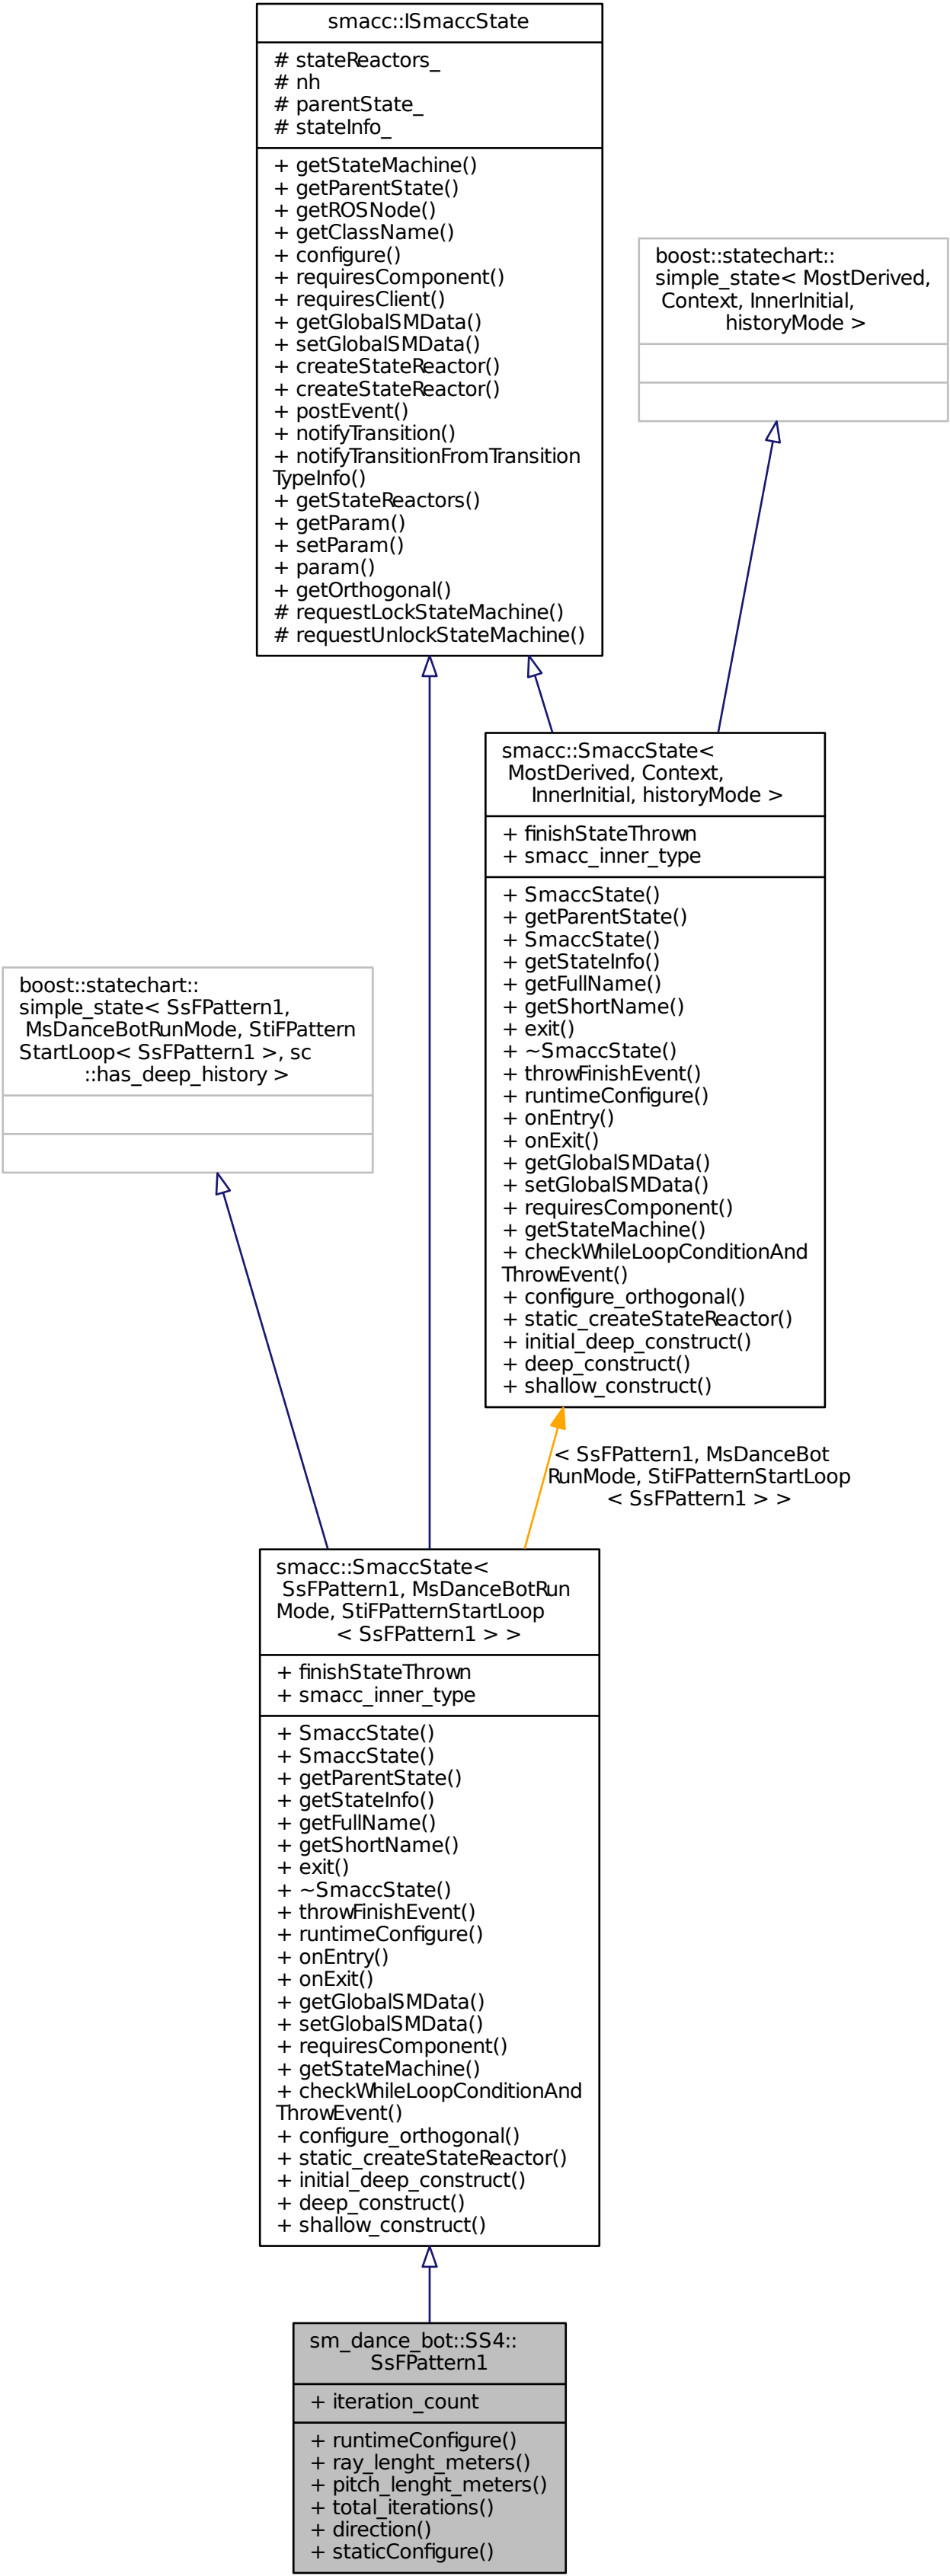 smacc::ISmaccState
# stateReactors_
# nh
# parentState_
# stateInfo_
+ getStateMachine()
+ getParentState()
+ getROSNode()
+ getClassName()
+ configure()
+ requiresComponent()
+ requiresClient()
+ getGlobalSMData()
+ setGlobalSMData()
+ createStateReactor()
+ createStateReactor()
+ postEvent()
+ notifyTransition()
+ notifyTransitionFromTransition
TypeInfo()
+ getStateReactors()
+ getParam()
+ setParam()
+ param()
+ getOrthogonal()
# requestLockStateMachine()
# requestUnlockStateMachine()
boost::statechart::
simple_state< MostDerived,
Context, InnerInitial,
historyMode >
smacc::SmaccState<
MostDerived, Context,
InnerInitial, historyMode >
+ finishStateThrown
+ smacc_inner_type
+ SmaccState()
+ getParentState()
+ SmaccState()
+ getStateInfo()
+ getFullName()
+ getShortName()
+ exit()
+ ~SmaccState()
+ throwFinishEvent()
+ runtimeConfigure()
+ onEntry()
+ onExit()
+ getGlobalSMData()
+ setGlobalSMData()
+ requiresComponent()
+ getStateMachine()
+ checkWhileLoopConditionAnd
ThrowEvent()
+ configure_orthogonal()
+ static_createStateReactor()
+ initial_deep_construct()
+ deep_construct()
+ shallow_construct()
boost::statechart::
simple_state< SsFPattern1,
MsDanceBotRunMode, StiFPattern
StartLoop< SsFPattern1 >, sc
::has_deep_history >
< SsFPattern1, MsDanceBot
RunMode, StiFPatternStartLoop
< SsFPattern1 > >
smacc::SmaccState<
SsFPattern1, MsDanceBotRun
Mode, StiFPatternStartLoop
< SsFPattern1 > >
+ finishStateThrown
+ smacc_inner_type
+ SmaccState()
+ SmaccState()
+ getParentState()
+ getStateInfo()
+ getFullName()
+ getShortName()
+ exit()
+ ~SmaccState()
+ throwFinishEvent()
+ runtimeConfigure()
+ onEntry()
+ onExit()
+ getGlobalSMData()
+ setGlobalSMData()
+ requiresComponent()
+ getStateMachine()
+ checkWhileLoopConditionAnd
ThrowEvent()
+ configure_orthogonal()
+ static_createStateReactor()
+ initial_deep_construct()
+ deep_construct()
+ shallow_construct()
sm_dance_bot::SS4::
SsFPattern1
+ iteration_count
+ runtimeConfigure()
+ ray_lenght_meters()
+ pitch_lenght_meters()
+ total_iterations()
+ direction()
+ staticConfigure()